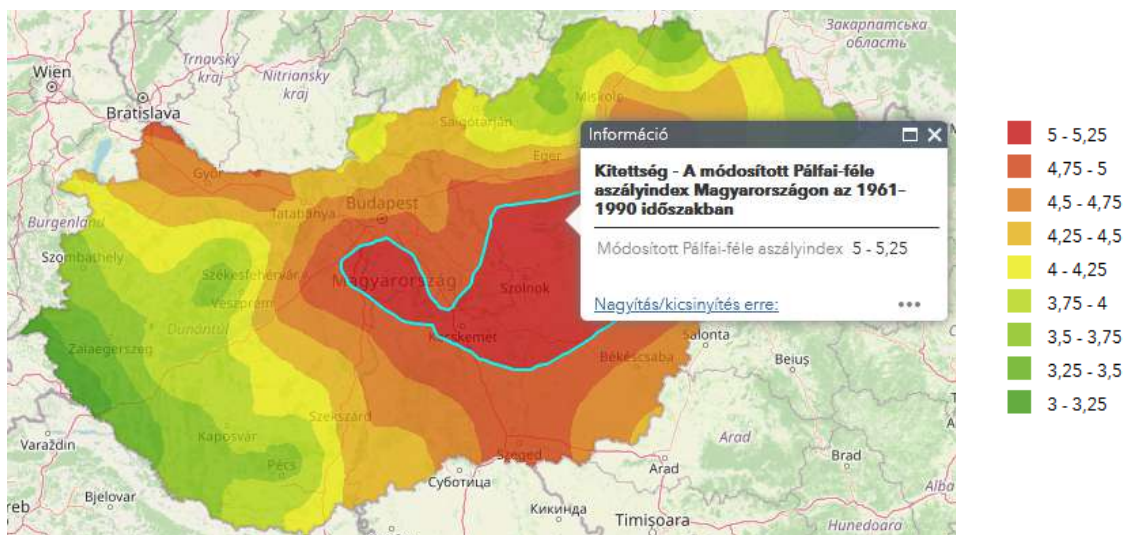 Закарпатська
область
Trnavský
kraj
Nitriansky
kraj
Wien
Bratislava
Miskolc
Salgótarján
Eger
Győr
Tatabánya
Budapest
Burgenland
Szombathely
Székesfehérvár
Veszprém
Magyarország
Szolnok
Dunántúl
Kecskemét
Zalaegerszeg
Békéscsaba
Salonta
Beiuș
Szekszárd
Kaposvár
Pécs
Szeged
Varaždin
Arad
Arad
Brad
Суботица
Bjelovar
reb
Кикинда
Timișoara
Hunedoara
Alba
Információ
Kitettség - A módosított Pálfai-féle
aszályindex Magyarországon az 1961-
1990 időszakban
Módosított Pálfai-féle aszályindex 5 - 5,25
Nagyítás/kicsinyítés erre:
5 - 5,25
4,75 - 5
4,5 - 4,75
4,25 - 4,5
4 - 4,25
3,75 - 4
3,5 - 3,75
3,25 - 3,5
3 - 3,25